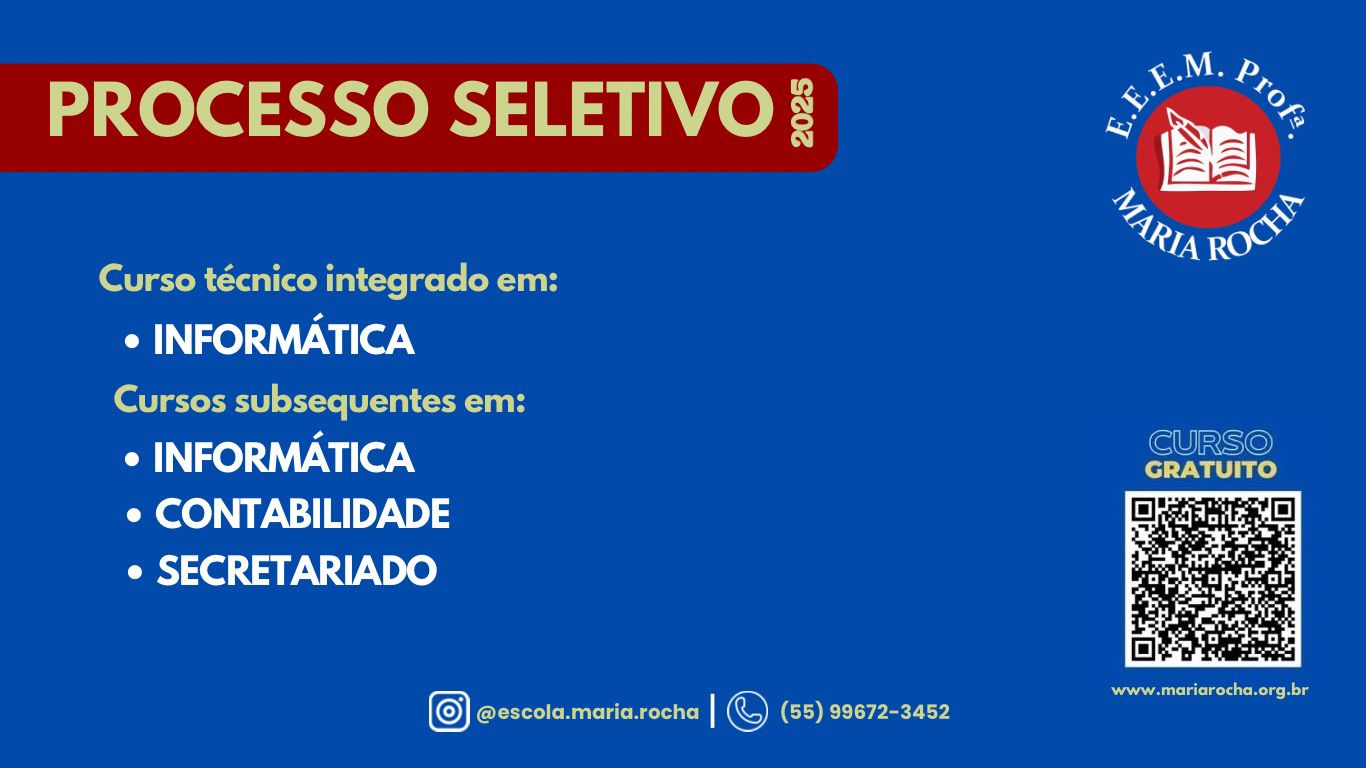 PROCESSO SELETIVO 2025
E.E.E.M. Profª.
MARIA ROCHA
Curso técnico integrado em:
• INFORMÁTICA
Cursos subsequentes em:
• INFORMÁTICA
• CONTABILIDADE
• SECRETARIADO
CURSO
GRATUITO
www.mariarocha.org.br
@escola.maria.rocha | (55) 99672-3452